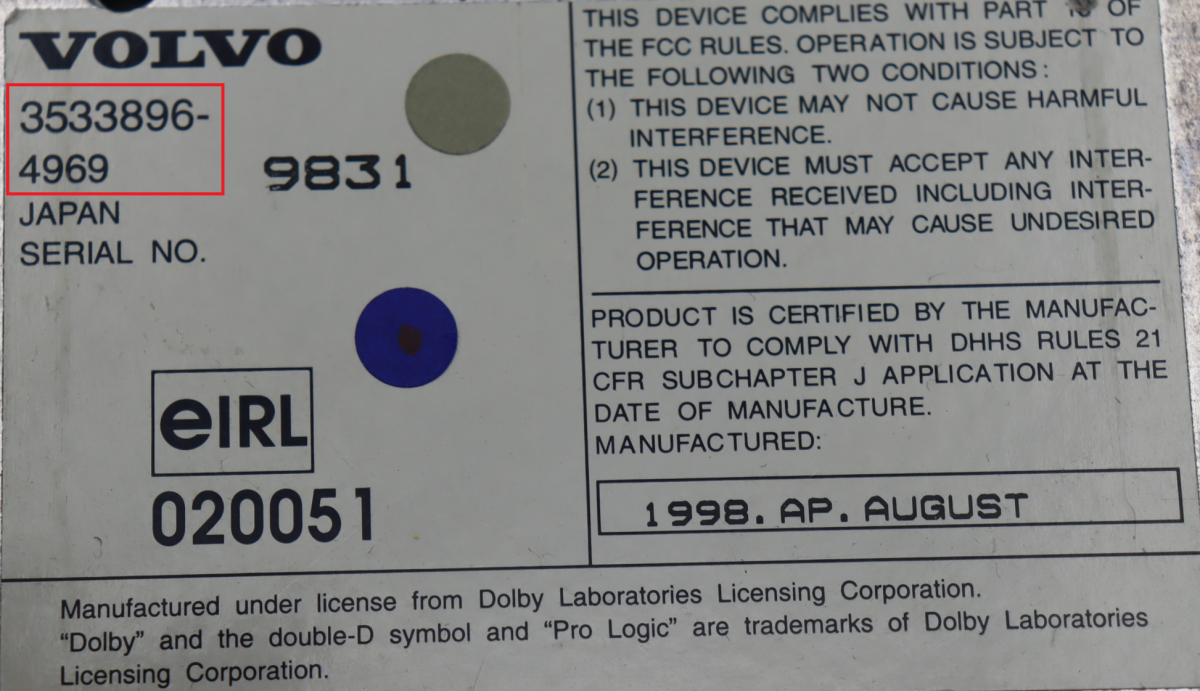 VOLVO
3533896-
4969
9831
JAPAN
SERIAL NO.
eIRL
020051
THIS DEVICE COMPLIES WITH PART OF
THE FCC RULES. OPERATION IS SUBJECT TO
THE FOLLOWING TWO CONDITIONS:
(1) THIS DEVICE MAY NOT CAUSE HARMFUL
INTERFERENCE.
(2) THIS DEVICE MUST ACCEPT ANY INTER-
FERENCE RECEIVED INCLUDING INTER-
FERENCE THAT MAY CAUSE UNDESIRED
OPERATION.
PRODUCT IS CERTIFIED BY THE MANUFAC-
TURER TO COMPLY WITH DHHS RULES 21
CFR SUBCHAPTER J APPLICATION AT THE
DATE OF MANUFACTURE.
MANUFACTURED:
1998. AP. AUGUST
Manufactured under license from Dolby Laboratories Licensing Corporation.
“Dolby” and the double-D symbol and “Pro Logic” are trademarks of Dolby Laboratories
Licensing Corporation.